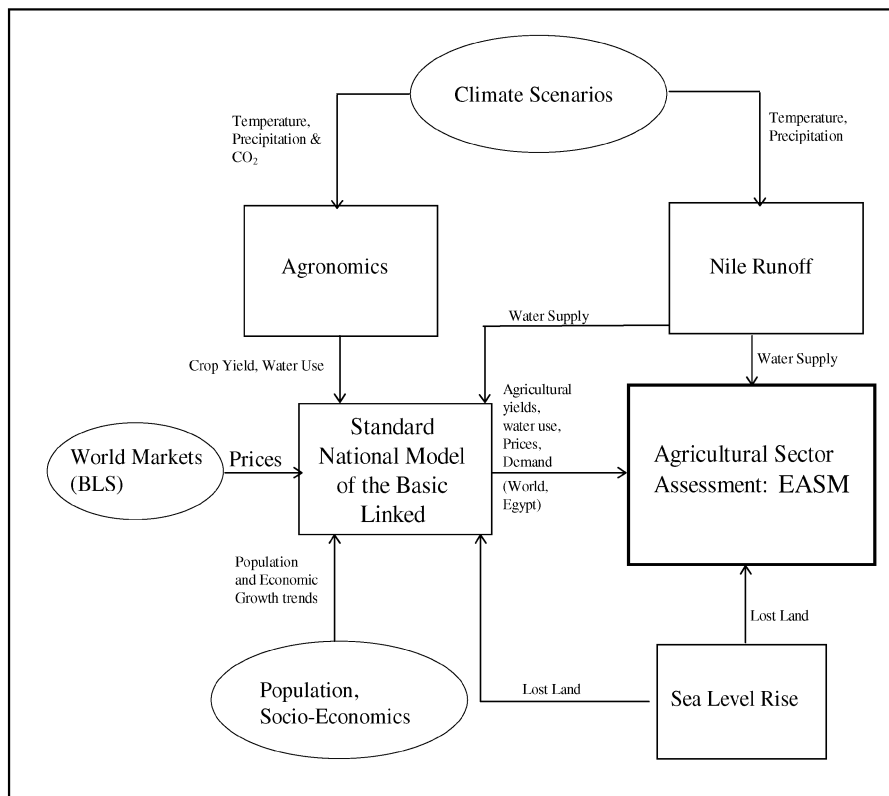 Climate Scenarios
Temperature,
Precipitation &
CO₂
Temperature,
Precipitation
Agronomics
Nile Runoff
Water Supply
Crop Yield, Water Use
Water Supply
Agricultural
yields,
water use,
Prices,
Demand
(World,
Egypt)
World Markets
(BLS)
Prices
Standard
National Model
of the Basic
Linked
Agricultural Sector
Assessment: EASM
Population
and Economic
Growth trends
Lost Land
Population,
Socio-Economics
Lost Land
Sea Level Rise